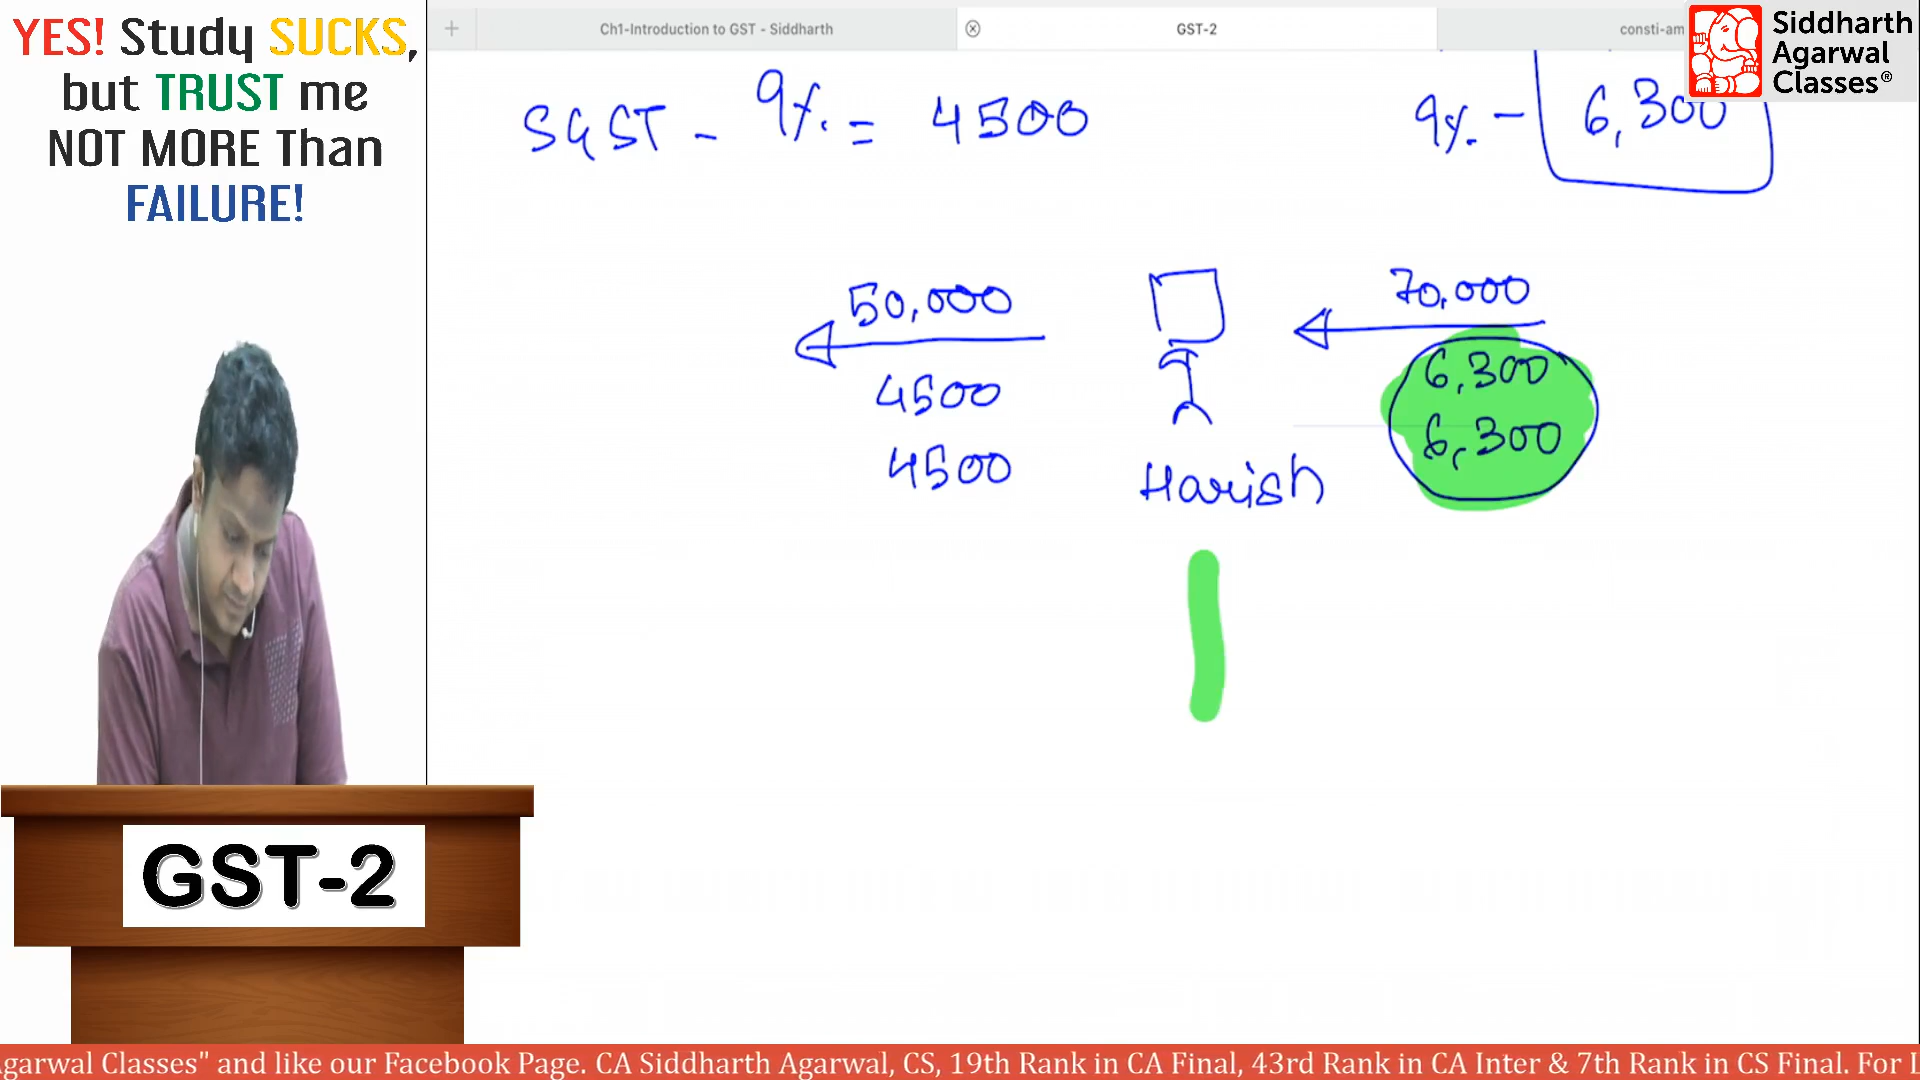 YES! Study SUCKS,
but TRUST me
NOT MORE Than
FAILURE!
Ch1-Introduction to GST - Siddharth
GST-2
consti-am
Siddharth
Agarwal
Classes®
SGST - 9%. = 4500
9%. - 6,300
50,000
4500
4500
Harish
70,000
6,300
6,300
GST-2
garwal Classes" and like our Facebook Page. CA Siddharth Agarwal, CS, 19th Rank in CA Final, 43rd Rank in CA Inter & 7th Rank in CS Final. For L